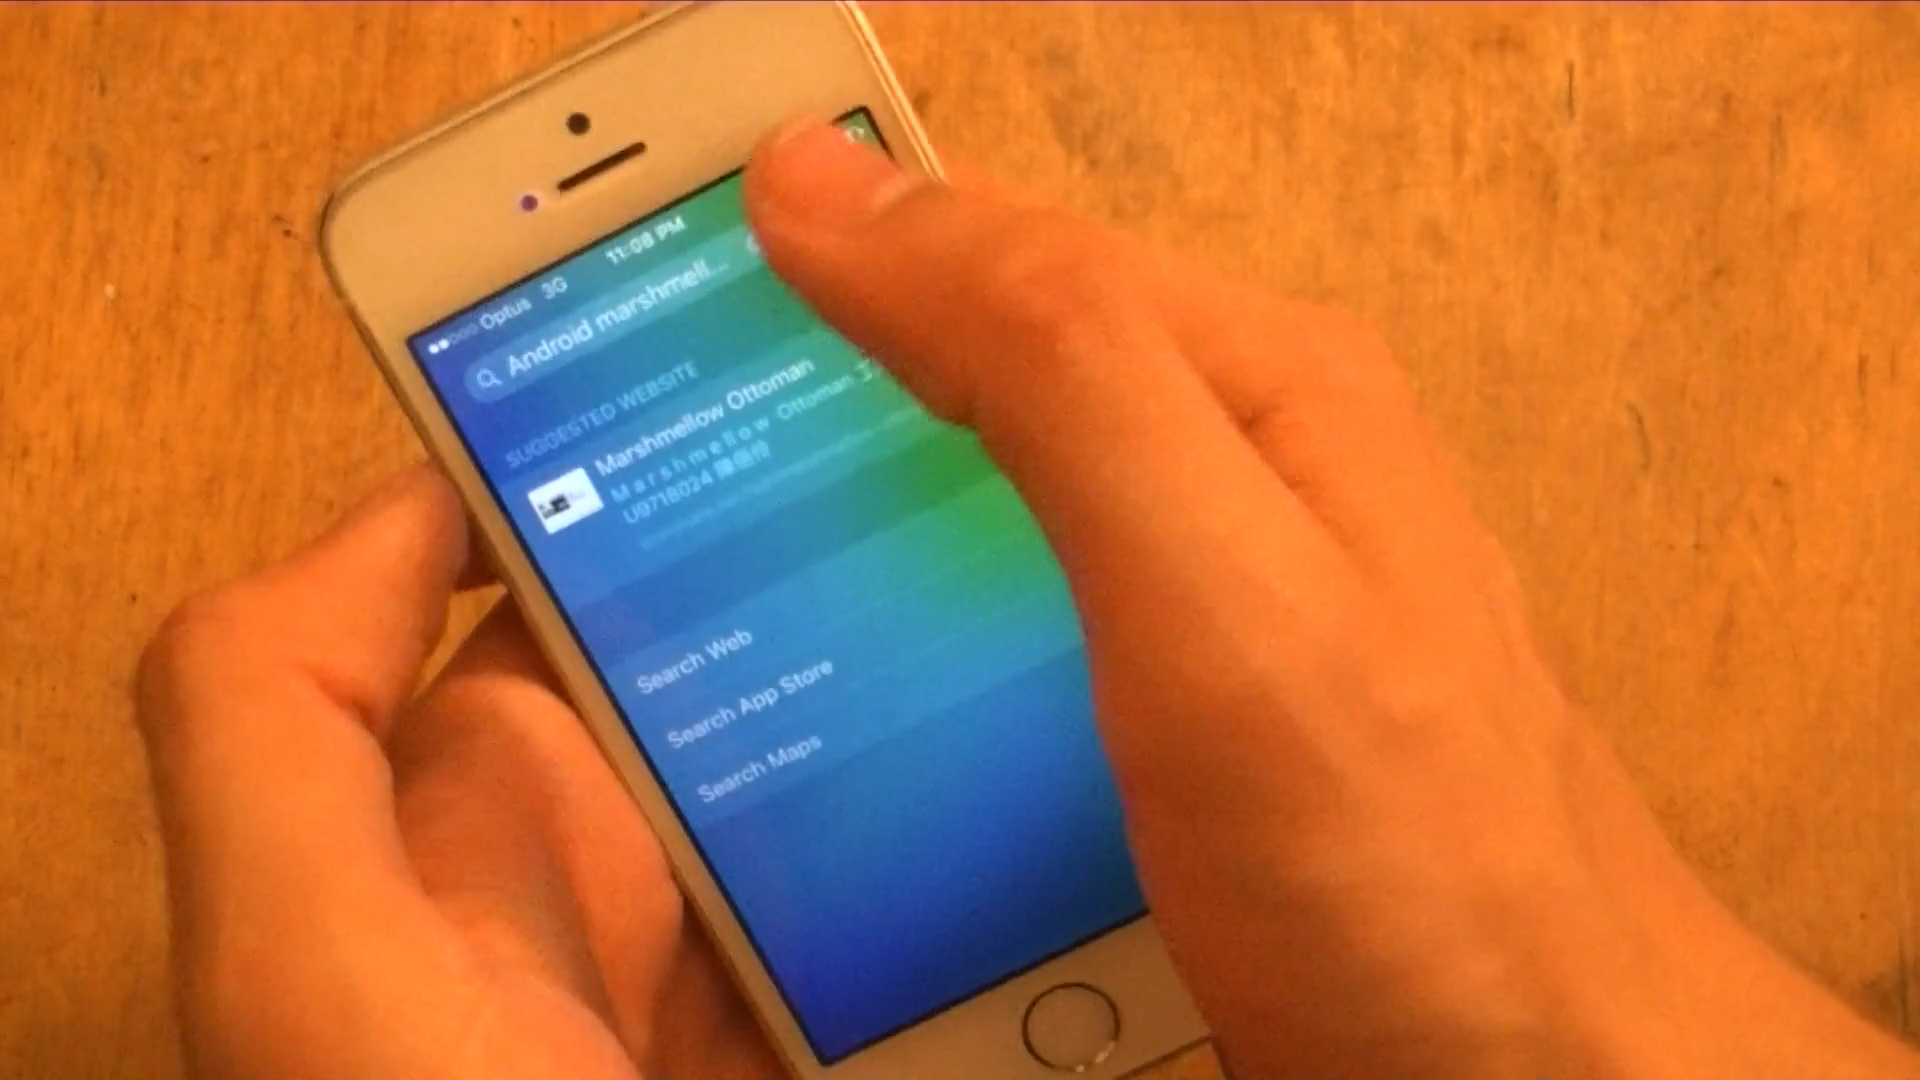 Optus 3G 11:08 PM
Android marshmell...
SUGGESTED WEBSITE
Marshmellow Ottoman
Marshmellow Ottoman
U9718024
Search Web
Search App Store
Search Maps